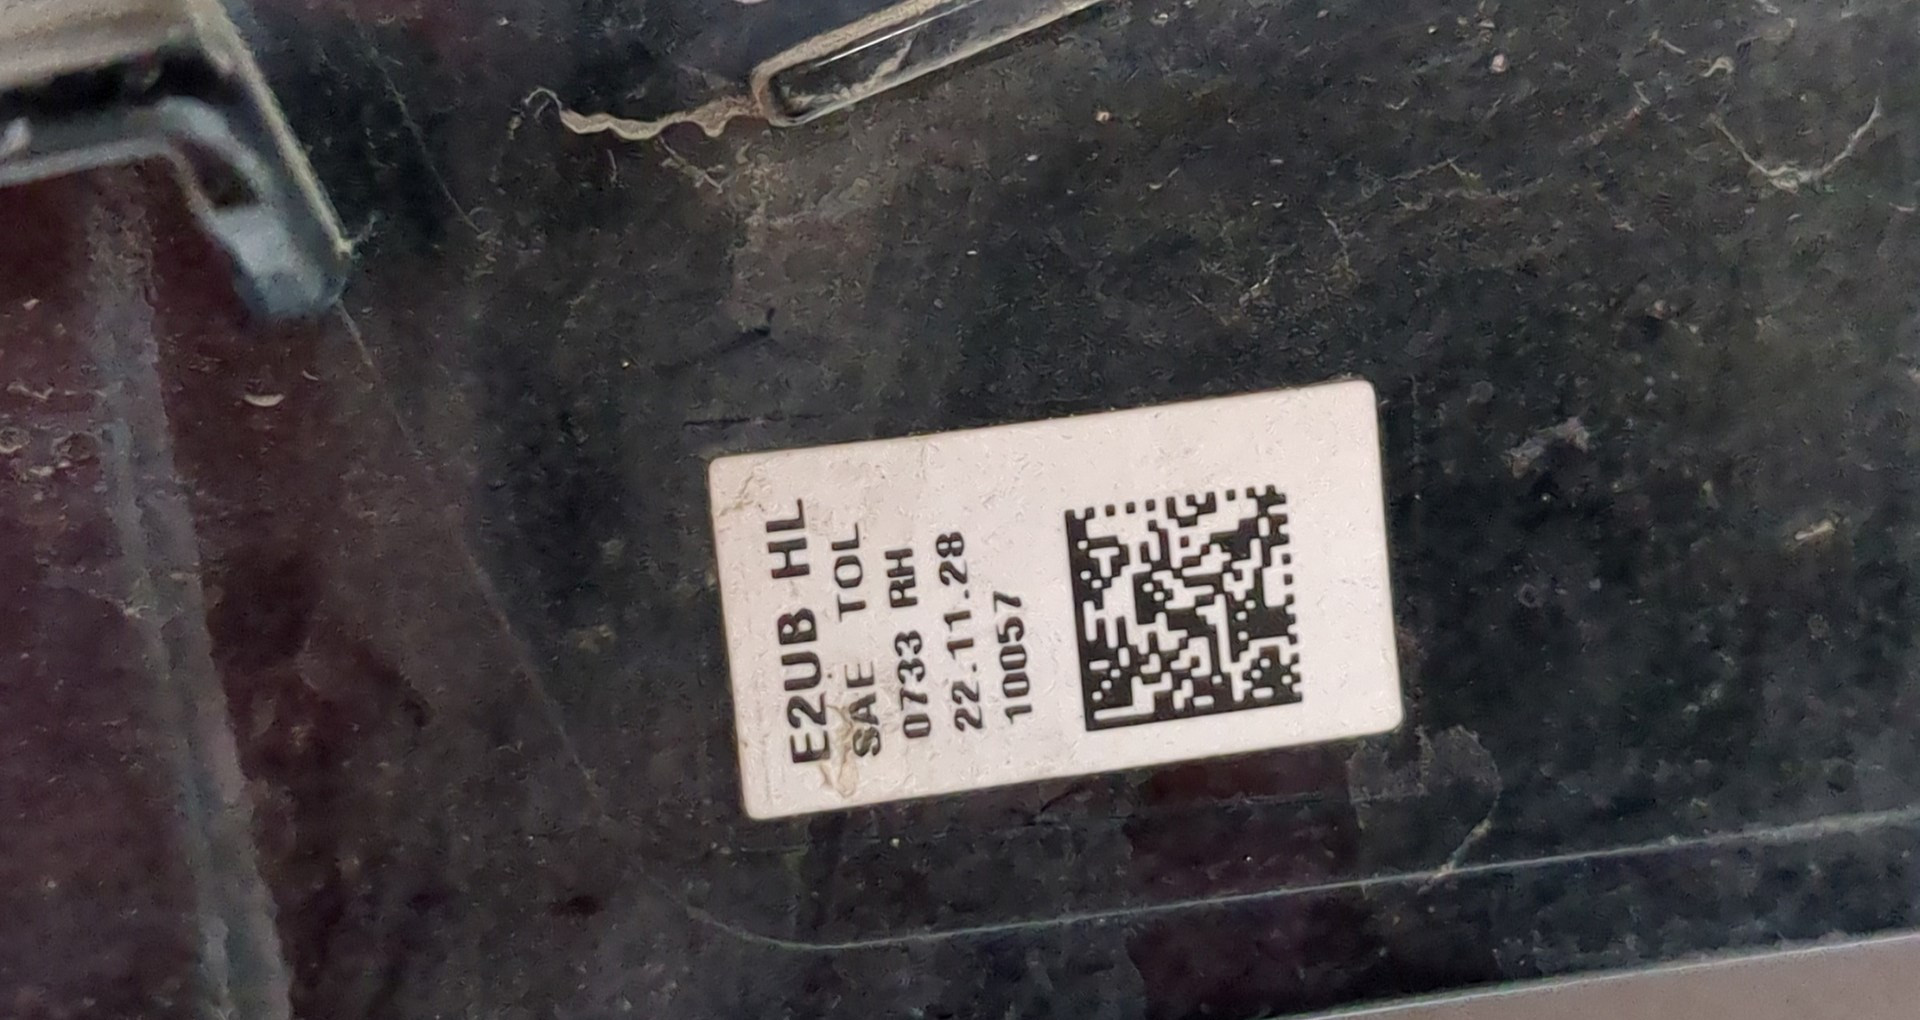 E2UB HL
SAE TOL
0733 RH
22.11.28
10057